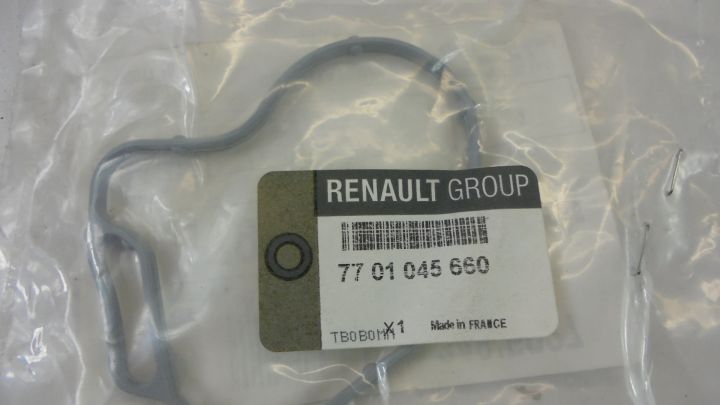 RENAULT GROUP
77 01 045 660
X1 Made in FRANCE